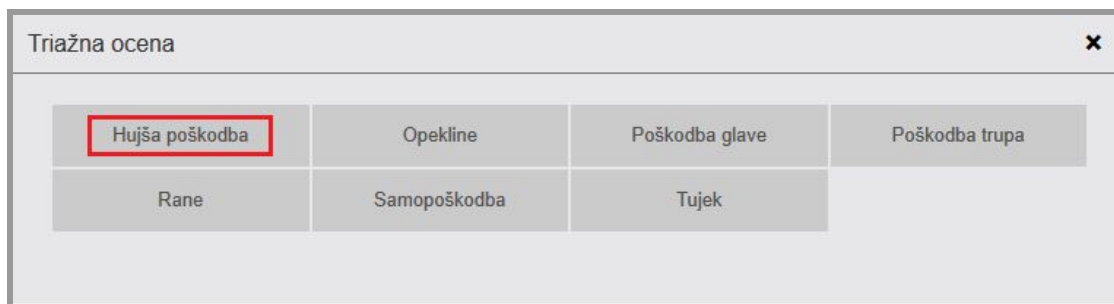 Triažna ocena
Hujša poškodba Opekline Poškodba glave Poškodba trupa
Rane Samopoškodba Tujek